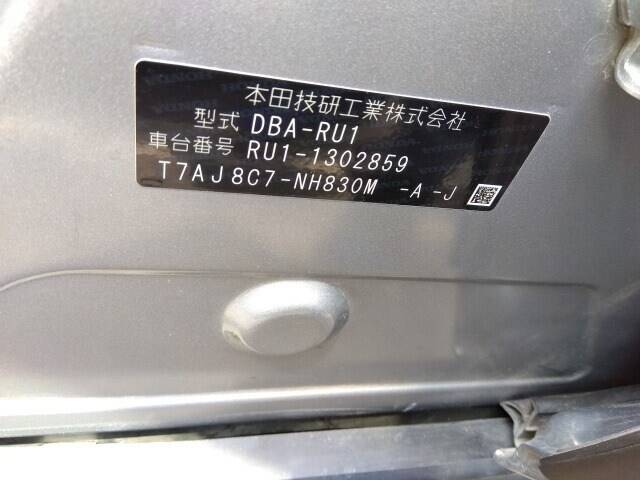 本田技研工業株式会社
型式 DBA-RU1
車台番号 RU1-1302859
T7AJ8C7-NH830M -A -J